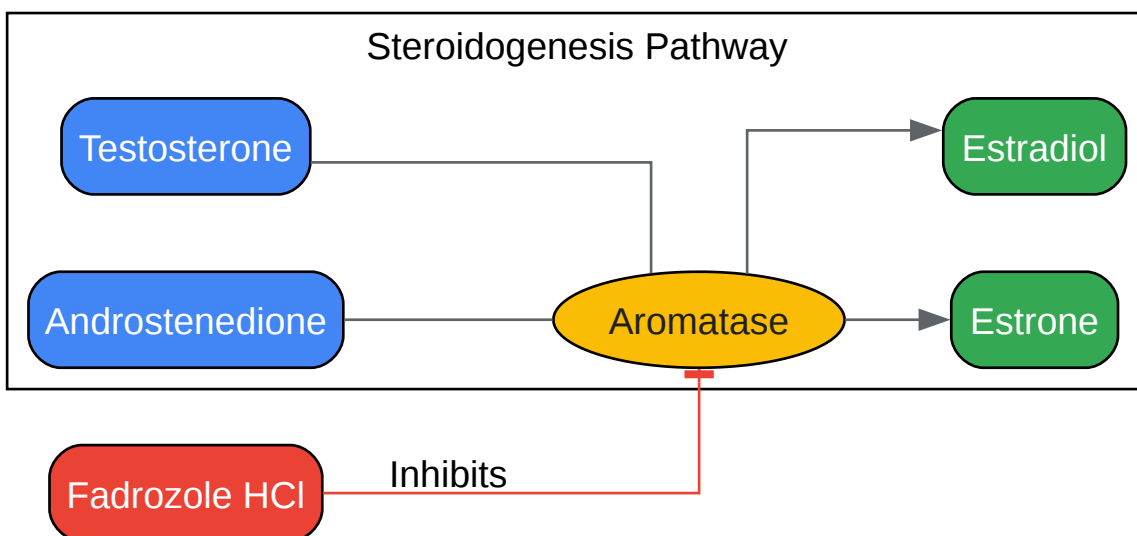 Steroidogenesis Pathway
Testosterone
Estradiol
Androstenedione
Aromatase
Estrone
Inhibits
Fadrozole HCl